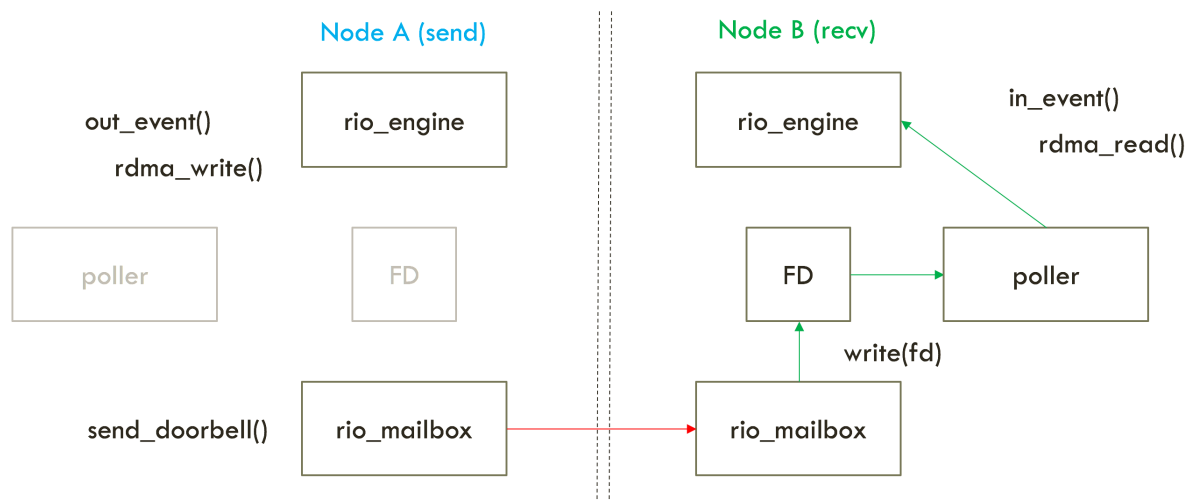 Node A (send)
Node B (recv)
out_event()
rdma_write()
rio_engine
rio_engine
in_event()
rdma_read()
poller
FD
FD
poller
write(fd)
send_doorbell()
rio_mailbox
rio_mailbox